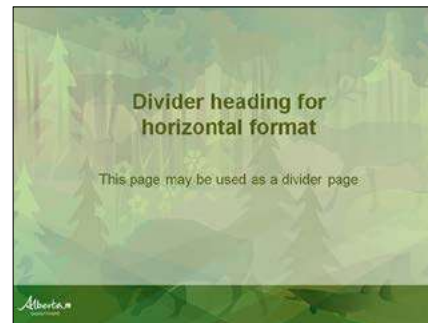 Divider heading for
horizontal format
This page may be used as a divider page
Alberta